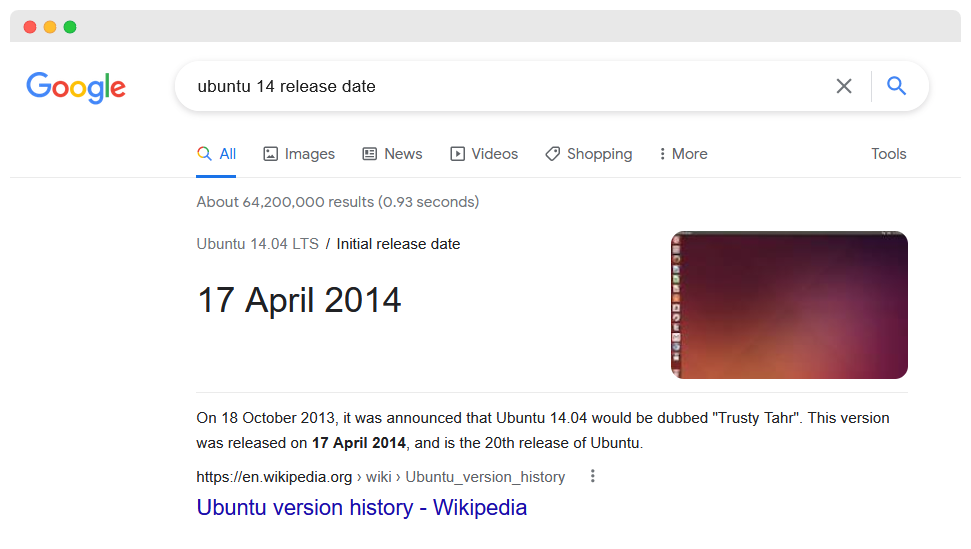 Google
ubuntu 14 release date
All Images News Videos Shopping More Tools
About 64,200,000 results (0.93 seconds)
Ubuntu 14.04 LTS / Initial release date
17 April 2014
On 18 October 2013, it was announced that Ubuntu 14.04 would be dubbed "Trusty Tahr". This version
was released on 17 April 2014, and is the 20th release of Ubuntu.
https://en.wikipedia.org › wiki › Ubuntu_version_history
Ubuntu version history - Wikipedia